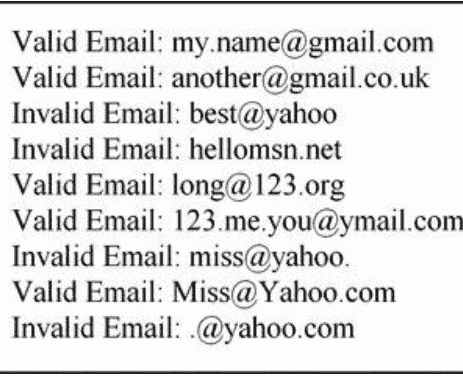 Valid Email: my.name@gmail.com
Valid Email: another@gmail.co.uk
Invalid Email: best@yahoo
Invalid Email: hellomsn.net
Valid Email: long@123.org
Valid Email: 123.me.you@ymail.com
Invalid Email: miss@yahoo.
Valid Email: Miss@Yahoo.com
Invalid Email: .@yahoo.com